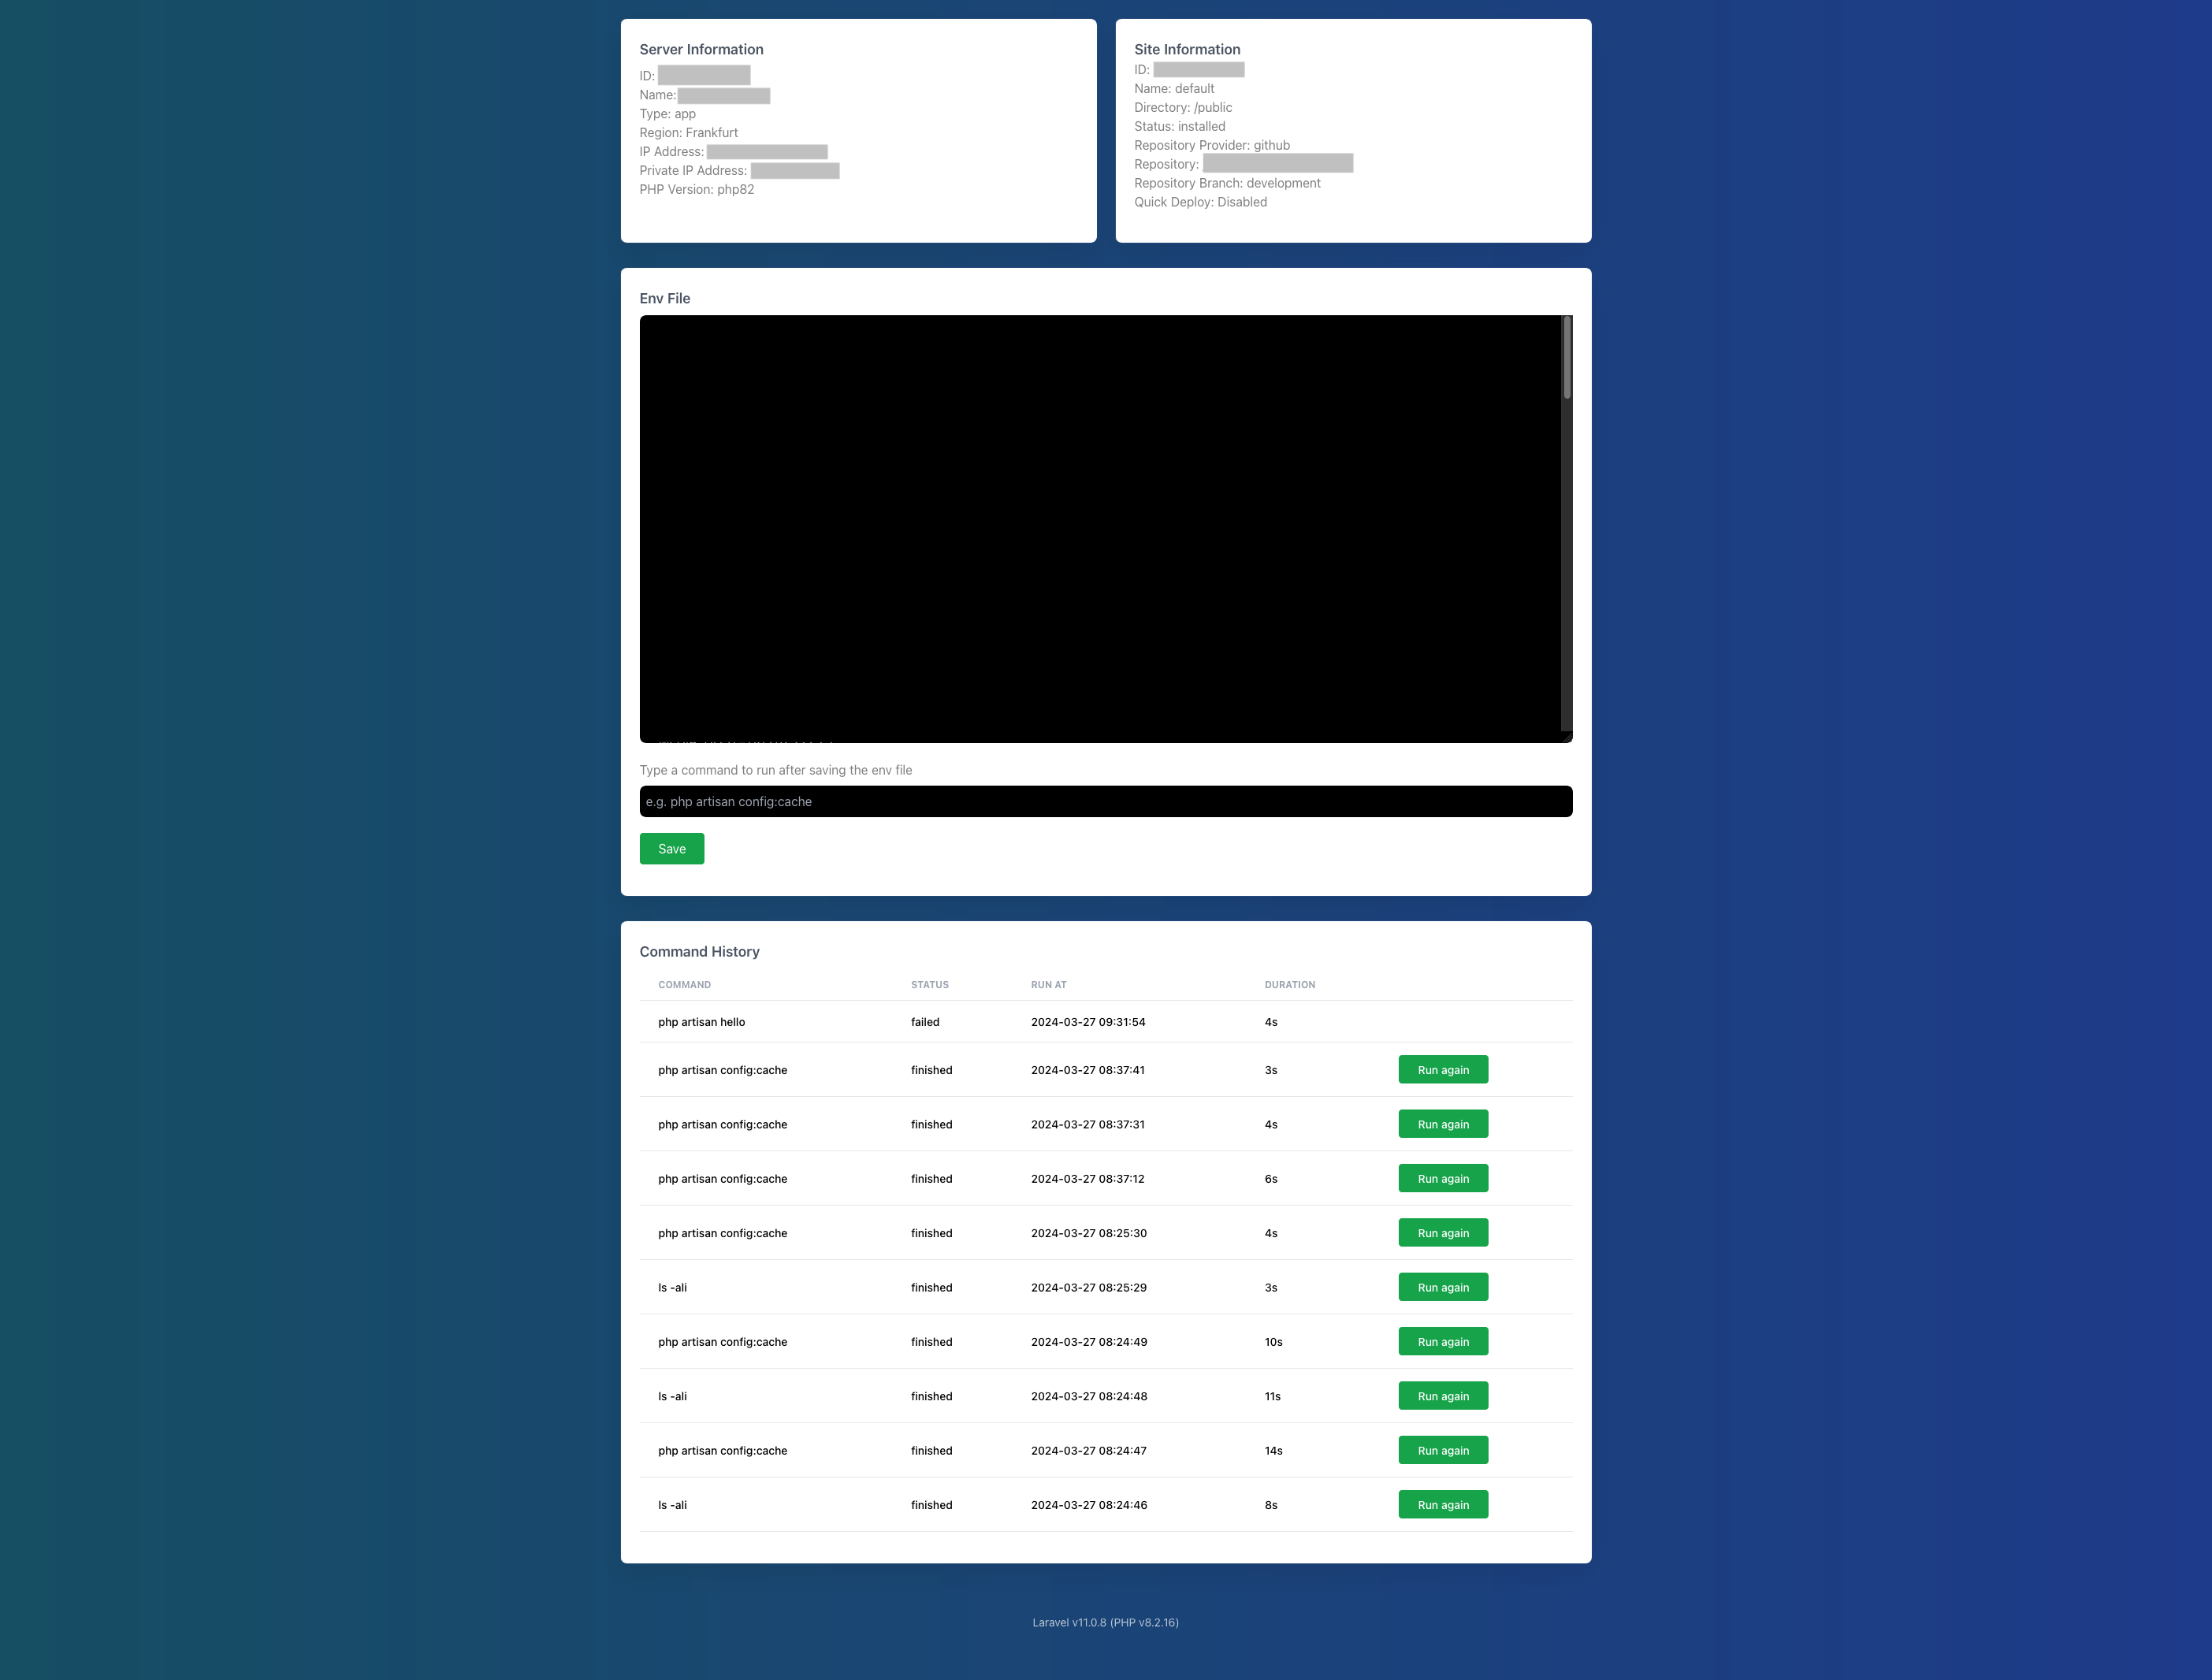 Server Information
ID:
Name:
Type: app
Region: Frankfurt
IP Address:
Private IP Address:
PHP Version: php82
Site Information
ID:
Name: default
Directory: /public
Status: installed
Repository Provider: github
Repository:
Repository Branch: development
Quick Deploy: Disabled
Env File
Type a command to run after saving the env file
e.g. php artisan config:cache
Save
Command History
COMMAND STATUS RUN AT DURATION
php artisan hello failed 2024-03-27 09:31:54 4s
php artisan config:cache finished 2024-03-27 08:37:41 3s Run again
php artisan config:cache finished 2024-03-27 08:37:31 4s Run again
php artisan config:cache finished 2024-03-27 08:37:12 6s Run again
php artisan config:cache finished 2024-03-27 08:25:30 4s Run again
ls -ali finished 2024-03-27 08:25:29 3s Run again
php artisan config:cache finished 2024-03-27 08:24:49 10s Run again
ls -ali finished 2024-03-27 08:24:48 11s Run again
php artisan config:cache finished 2024-03-27 08:24:47 14s Run again
ls -ali finished 2024-03-27 08:24:46 8s Run again
Laravel v11.0.8 (PHP v8.2.16)